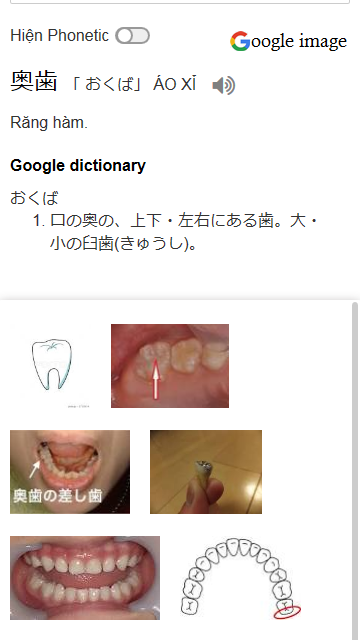 Hiện Phonetic
Google image
奥歯 「 おくば」 ÁO XỈ
Răng hàm.
Google dictionary
おくば
1. 口の奥の、上下・左右にある歯。大・
小の臼歯(きゅうし)。
奥歯の差し歯